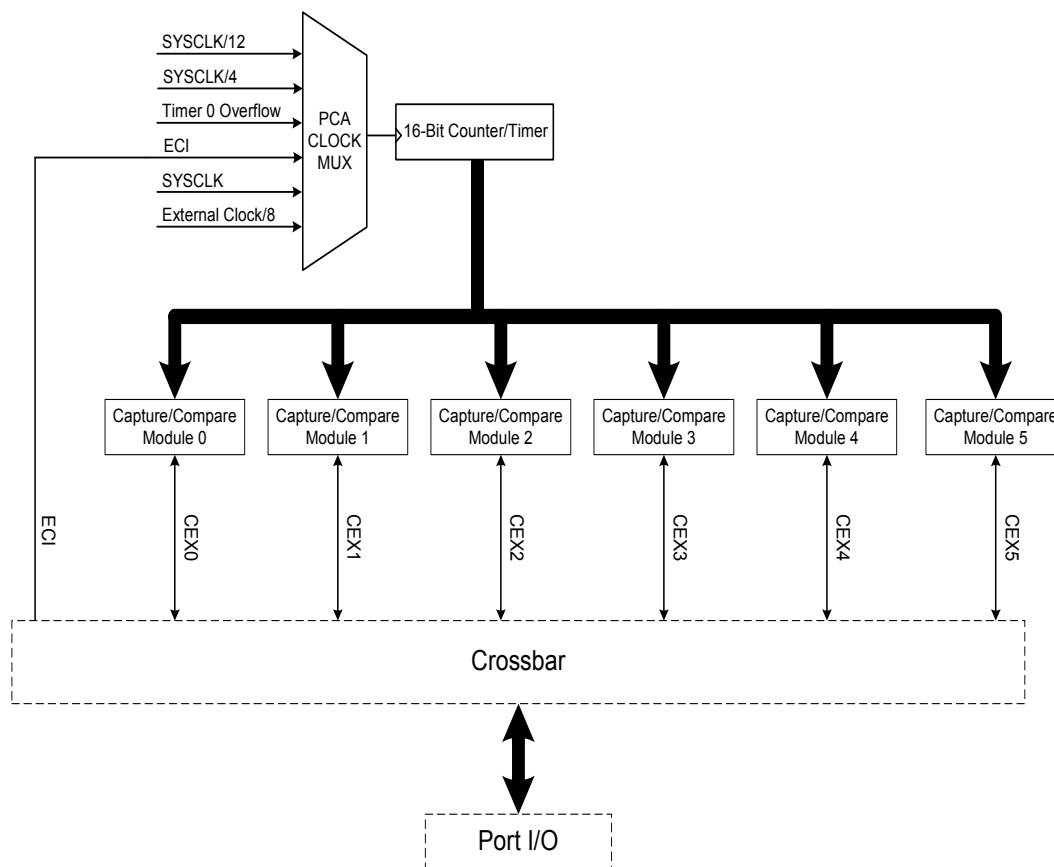 SYSCLK/12
SYSCLK/4
Timer 0 Overflow
ECI
SYSCLK
External Clock/8
PCA
CLOCK
MUX
16-Bit Counter/Timer
Capture/Compare
Module 0
Capture/Compare
Module 1
Capture/Compare
Module 2
Capture/Compare
Module 3
Capture/Compare
Module 4
Capture/Compare
Module 5
ECI
CEX0
CEX1
CEX2
CEX3
CEX4
CEX5
Crossbar
Port I/O